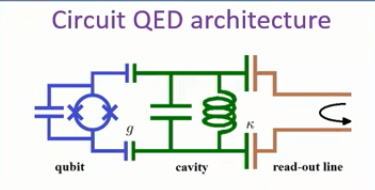 Circuit QED architecture
g
κ
qubit
cavity
read-out line